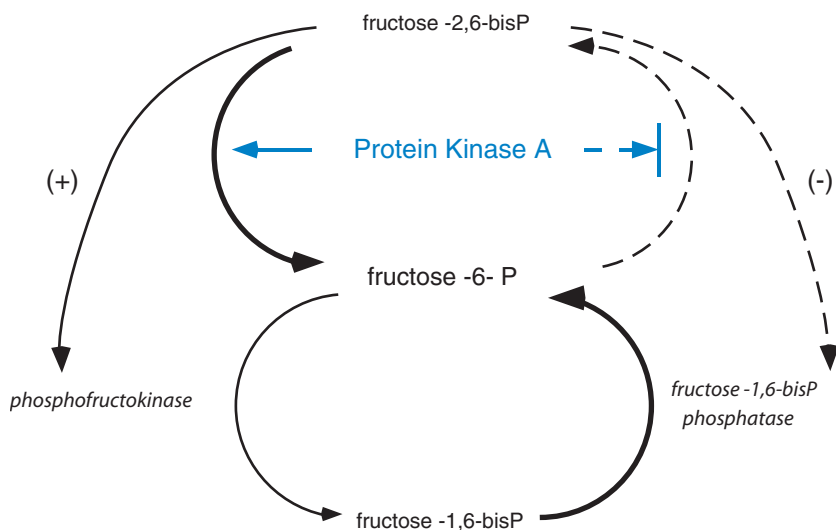 fructose -2,6-bisP
Protein Kinase A
(+)
(-)
fructose -6- P
phosphofructokinase
fructose -1,6-bisP
phosphatase
fructose -1,6-bisP